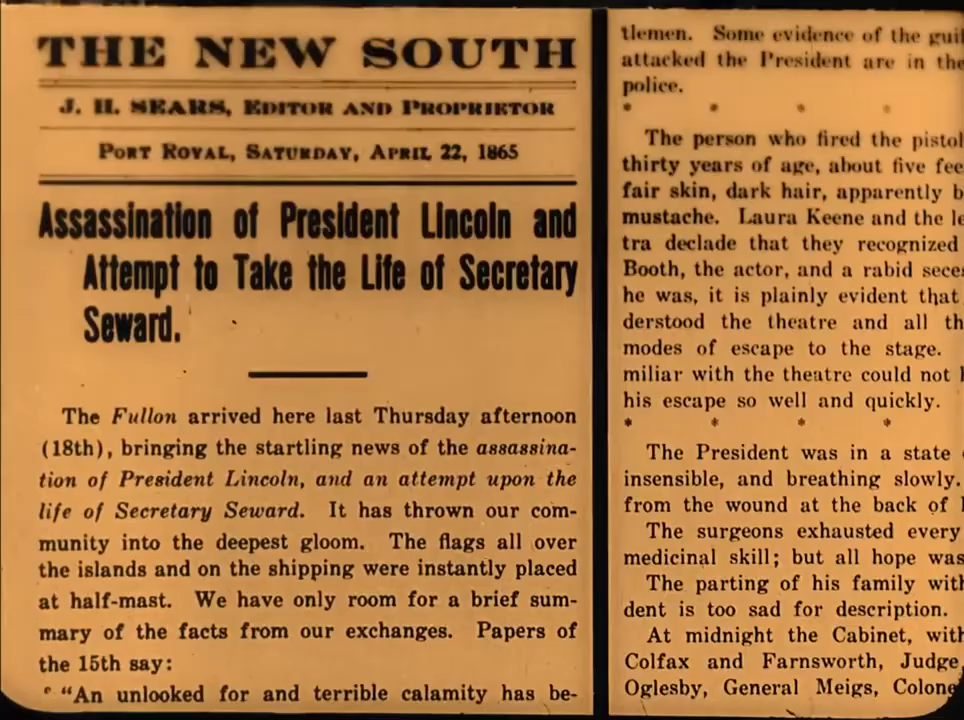 THE NEW SOUTH
J. H. SEARS, EDITOR AND PROPRIETOR
PORT ROYAL, SATURDAY, APRIL 22, 1865
Assassination of President Lincoln and
Attempt to Take the Life of Secretary
Seward.
The Fullon arrived here last Thursday afternoon
(18th), bringing the startling news of the assassina-
tion of President Lincoln, and an attempt upon the
life of Secretary Seward. It has thrown our com-
munity into the deepest gloom. The flags all over
the islands and on the shipping were instantly placed
at half-mast. We have only room for a brief sum-
mary of the facts from our exchanges. Papers of
the 15th say:
"An unlooked for and terrible calamity has be-
tlemen. Some evidence of the guil
attacked the President are in the
police.
* * * *
The person who fired the pistol
thirty years of age, about five fee
fair skin, dark hair, apparently b
mustache. Laura Keene and the le
tra declade that they recognized
Booth, the actor, and a rabid seces
he was, it is plainly evident that
derstood the theatre and all th
modes of escape to the stage.
miliar with the theatre could not
his escape so well and quickly.
* * * *
The President was in a state
insensible, and breathing slowly.
from the wound at the back of
The surgeons exhausted every
medicinal skill; but all hope was
The parting of his family with
dent is too sad for description.
At midnight the Cabinet, with
Colfax and Farnsworth, Judge,
Oglesby, General Meigs, Colone